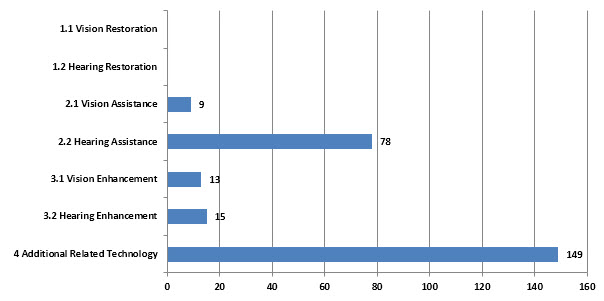 1.1 Vision Restoration
1.2 Hearing Restoration
2.1 Vision Assistance 9
2.2 Hearing Assistance 78
3.1 Vision Enhancement 13
3.2 Hearing Enhancement 15
4 Additional Related Technology 149
0 20 40 60 80 100 120 140 160